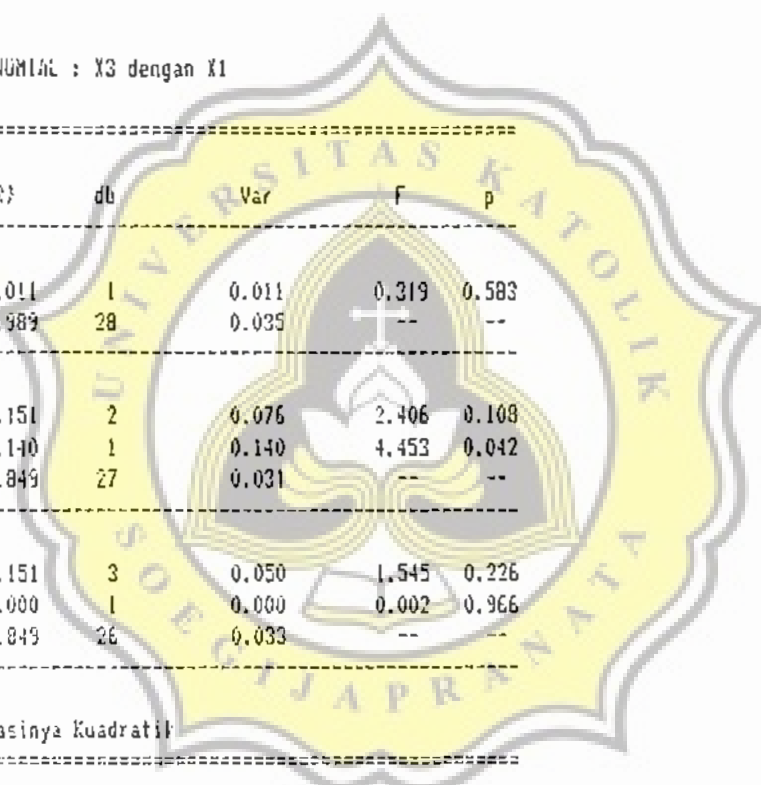 : X3 dengan X1
db Var F p
.011 1 0.011 0.319 0.583
.989 28 0.035 -- --
.151 2 0.076 2.406 0.108
.140 1 0.140 4.453 0.042
.849 27 0.031 -- --
.151 3 0.050 1.545 0.226
.000 1 0.000 0.002 0.966
.849 26 0.033 -- --
asinya Kuadratik
UNIVERSITAS KATOLIK
SOEGIJAPRANATA